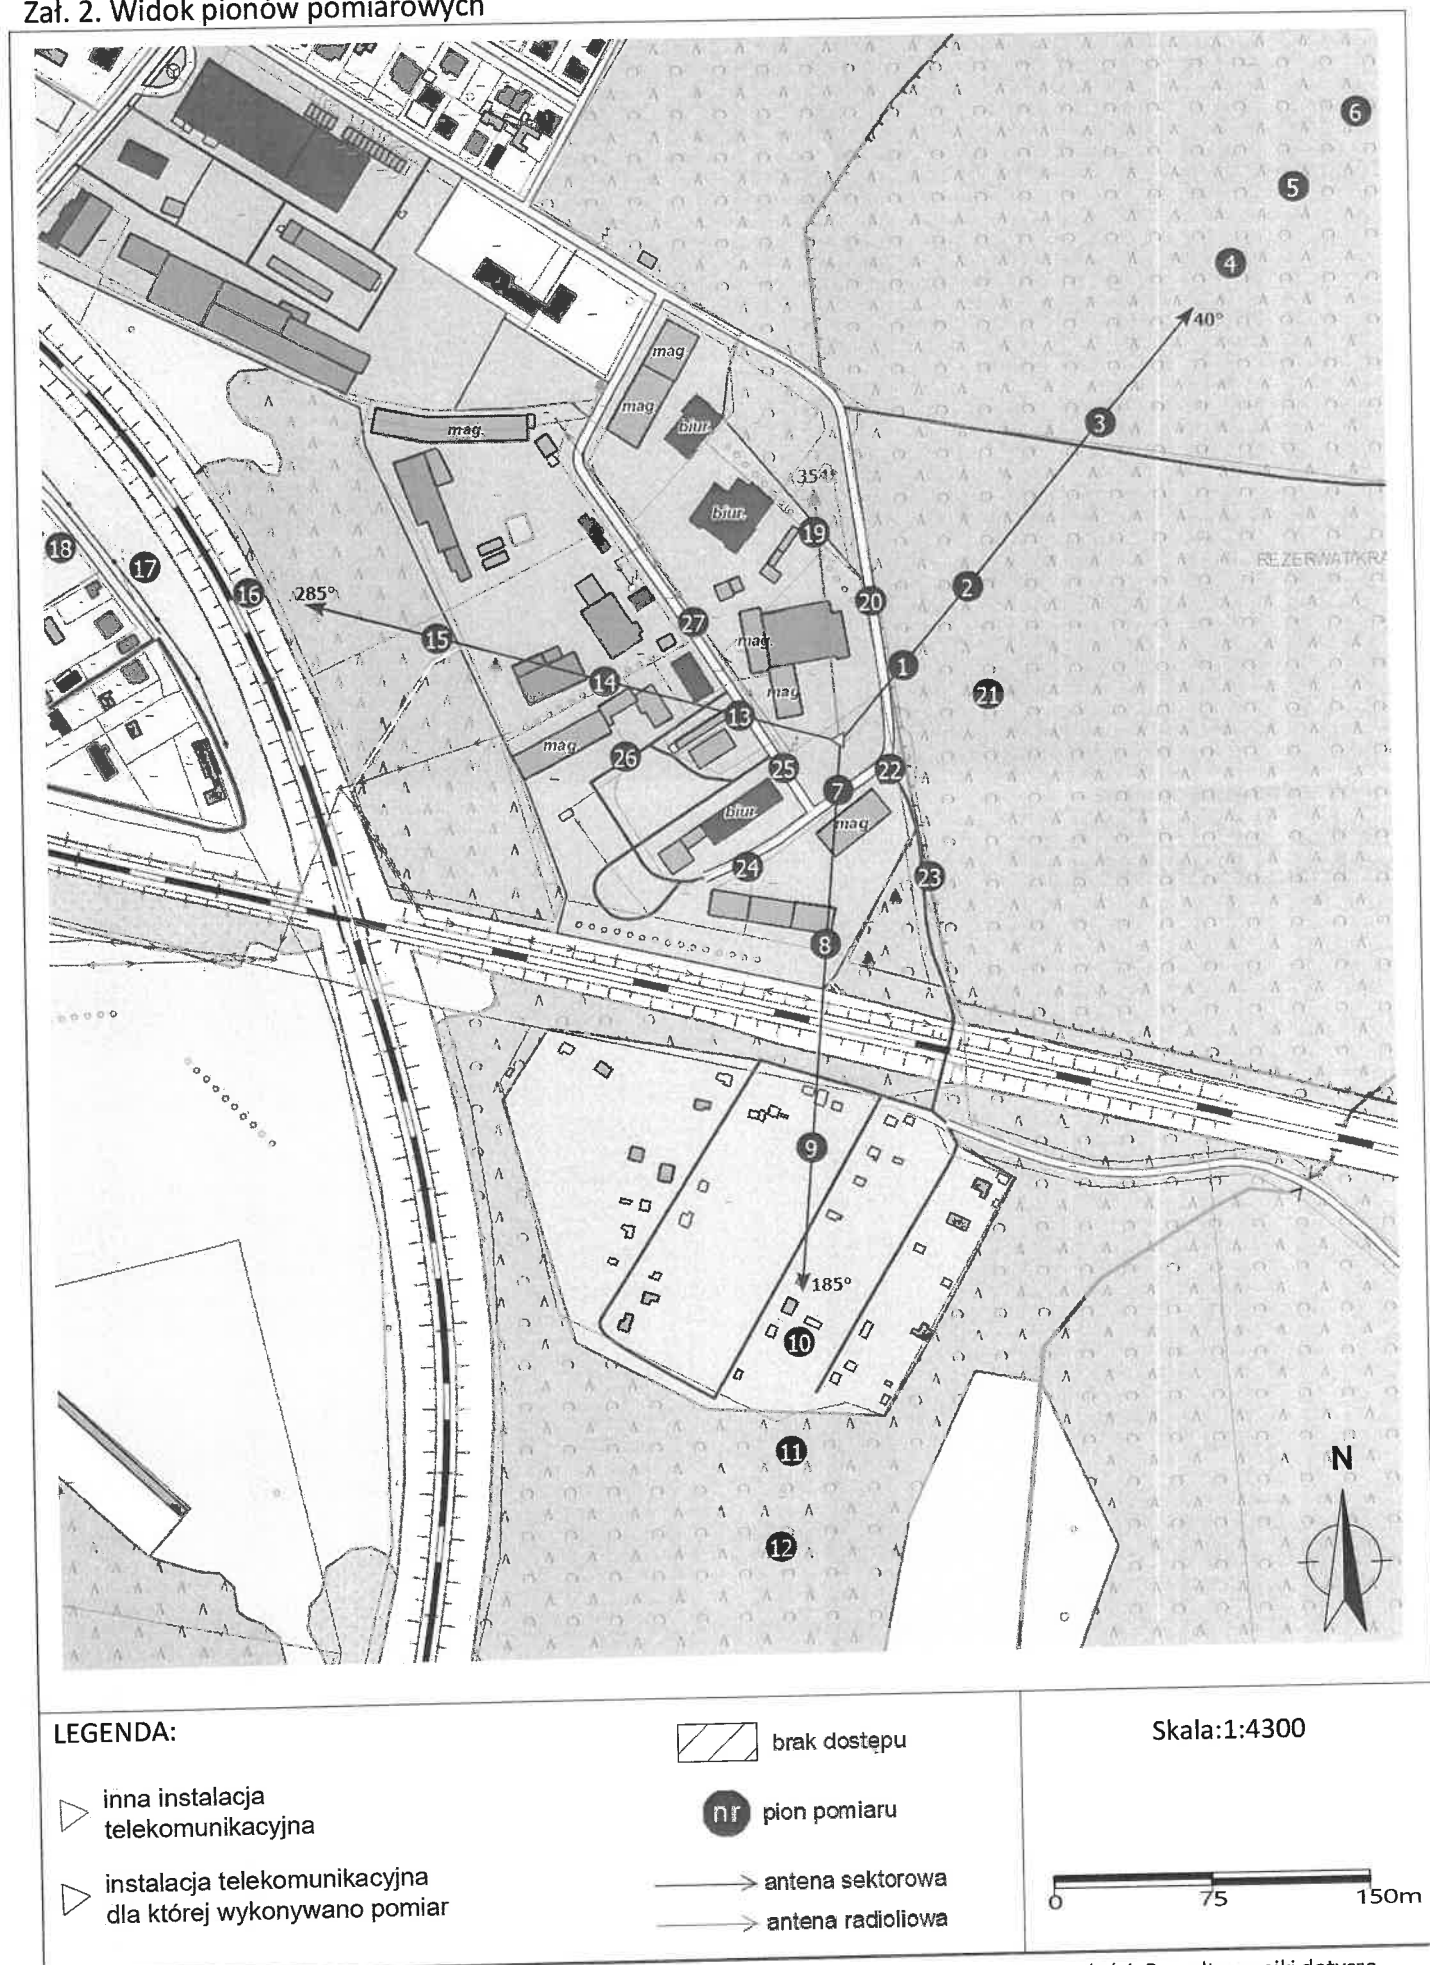 Zał. 2. Widok pionów pomiarowych
6
5
4
40°
mag
mag
biur.
3
mag.
354°
biur.
19
18
17
REZERWAT KRA
16
285°
2
20
27
15
mag.
1
14
mag
21
13
mag
26
25
22
7
biur.
mag
24
23
8
9
185°
10
11
N
12
LEGENDA:
inna instalacja
telekomunikacyjna
instalacja telekomunikacyjna
dla której wykonywano pomiar
brak dostępu
nr pion pomiaru
antena sektorowa
antena radioliowa
Skala:1:4300
0 75 150m